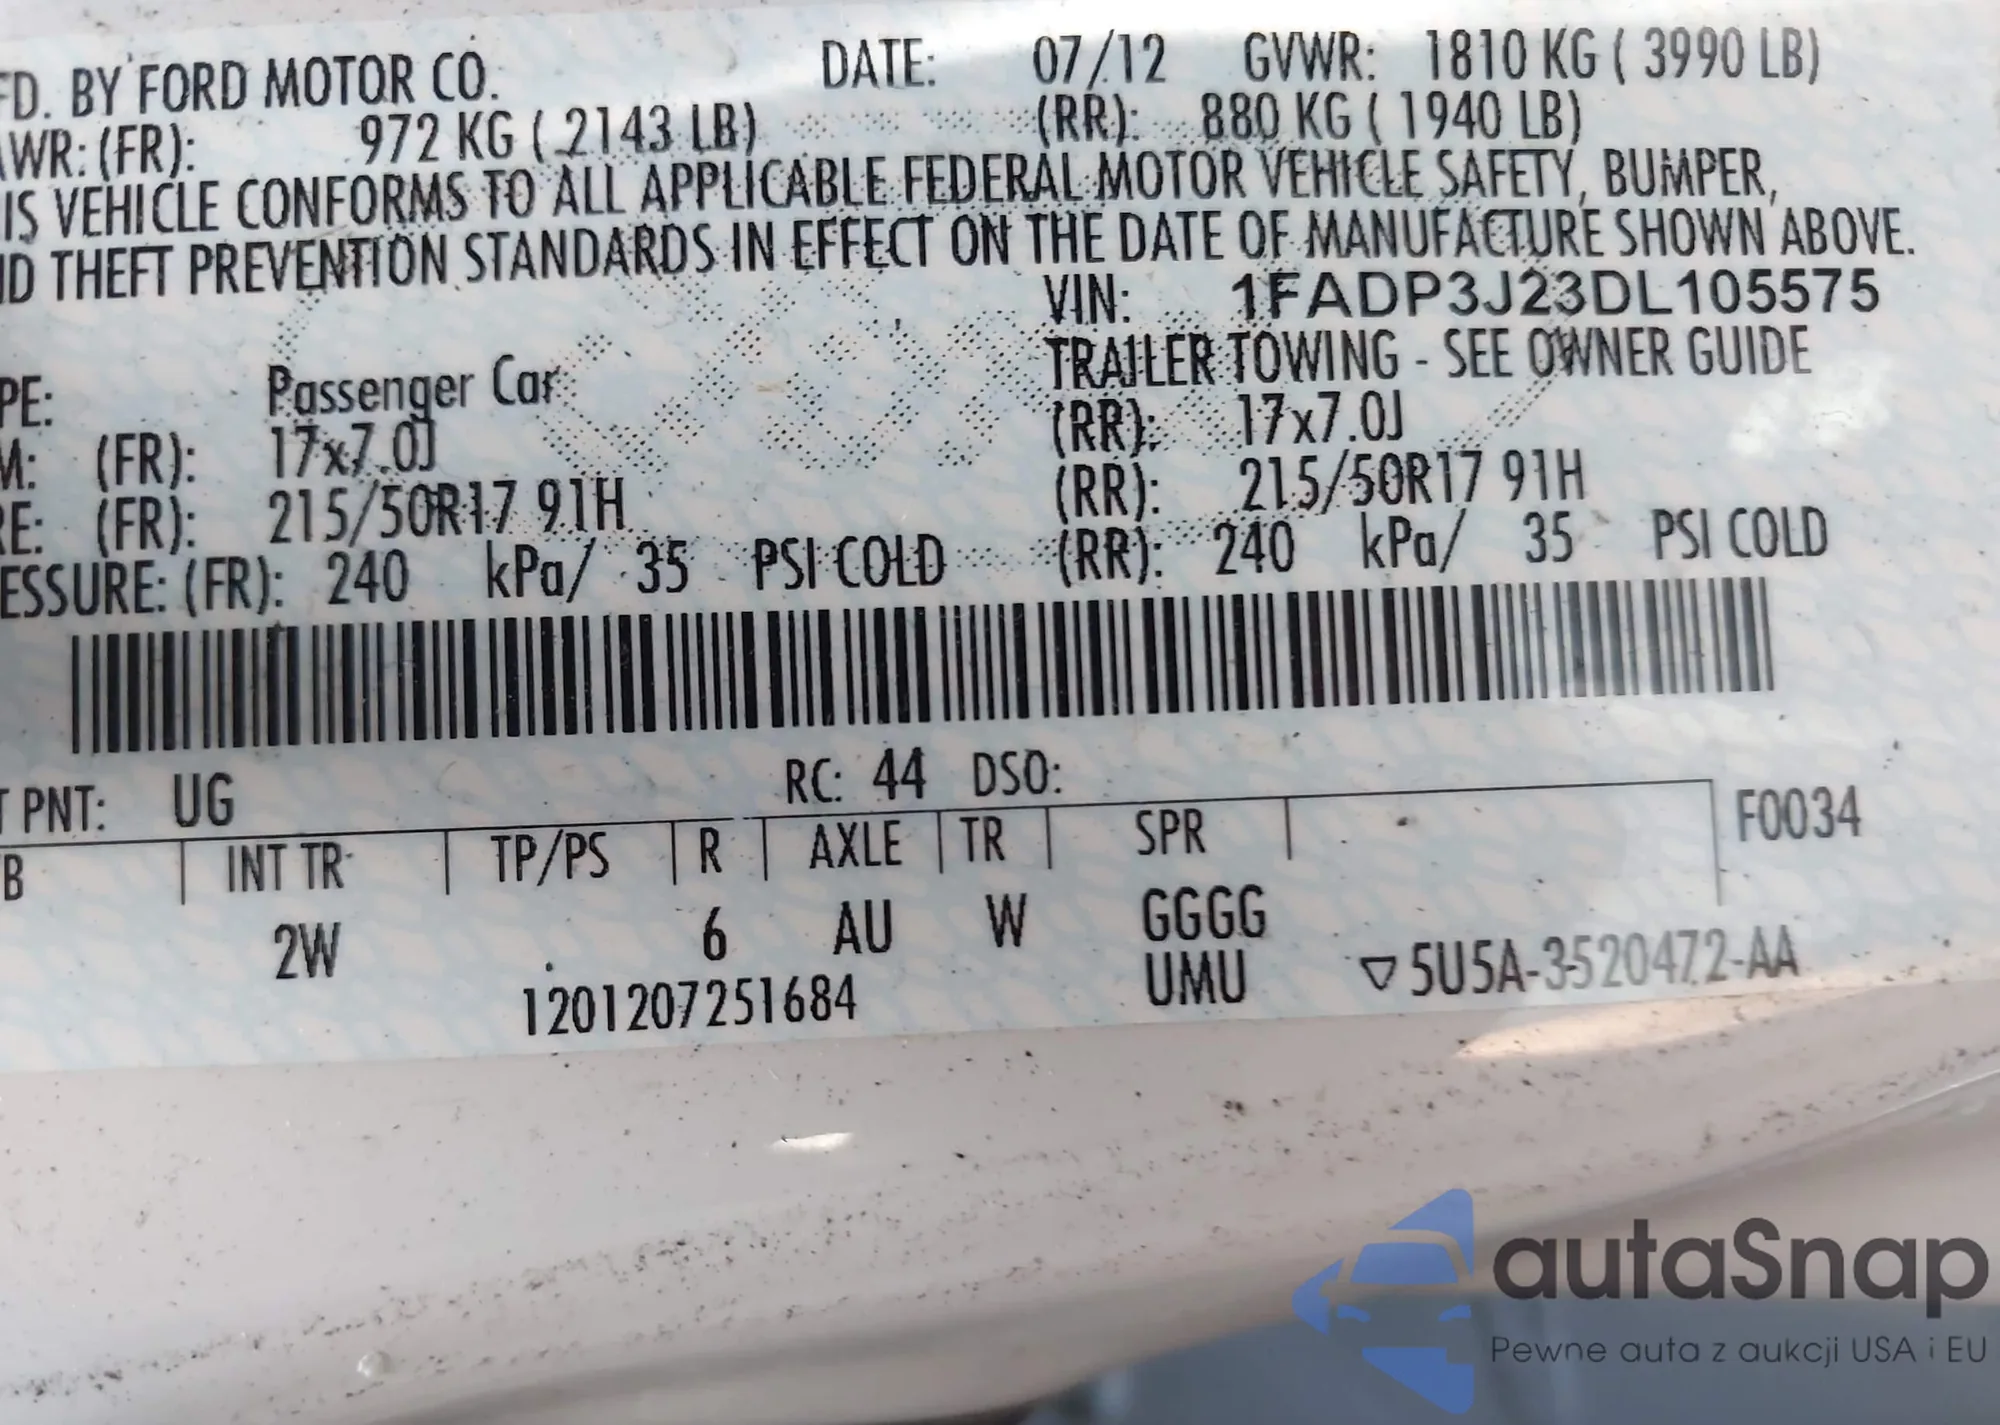 FD. BY FORD MOTOR CO. DATE: 07/12 GVWR: 1810 KG ( 3990 LB)
WR: (FR): 972 KG ( 2143 LB) (RR): 880 KG ( 1940 LB)
IS VEHICLE CONFORMS TO ALL APPLICABLE FEDERAL MOTOR VEHICLE SAFETY, BUMPER,
ND THEFT PREVENTION STANDARDS IN EFFECT ON THE DATE OF MANUFACTURE SHOWN ABOVE.
VIN: 1FADP3J23DL105575
PE: Passenger Car TRAILER TOWING - SEE OWNER GUIDE
M: (FR): 17x7.0J (RR): 17x7.0J
RE: (FR): 215/50R17 91H (RR): 215/50R17 91H
ESSURE: (FR): 240 kPa/ 35 PSI COLD (RR): 240 kPa/ 35 PSI COLD
T PNT: UG RC: 44 DSO:
B INT TR TP/PS R AXLE TR SPR F0034
2W 6 AU W GGGG
1201207251684 UMU ▽5U5A-3520472-AA
autaSnap
Pewne auta z aukcji USA i EU